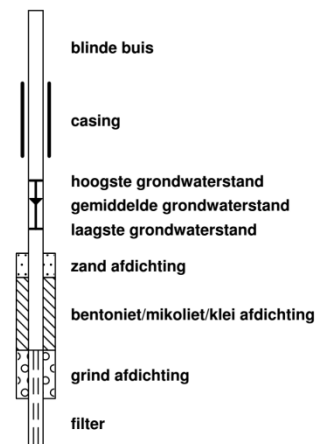 blinde buis
casing
hoogste grondwaterstand
gemiddelde grondwaterstand
laagste grondwaterstand
zand afdichting
bentoniet/mikoliet/klei afdichting
grind afdichting
filter